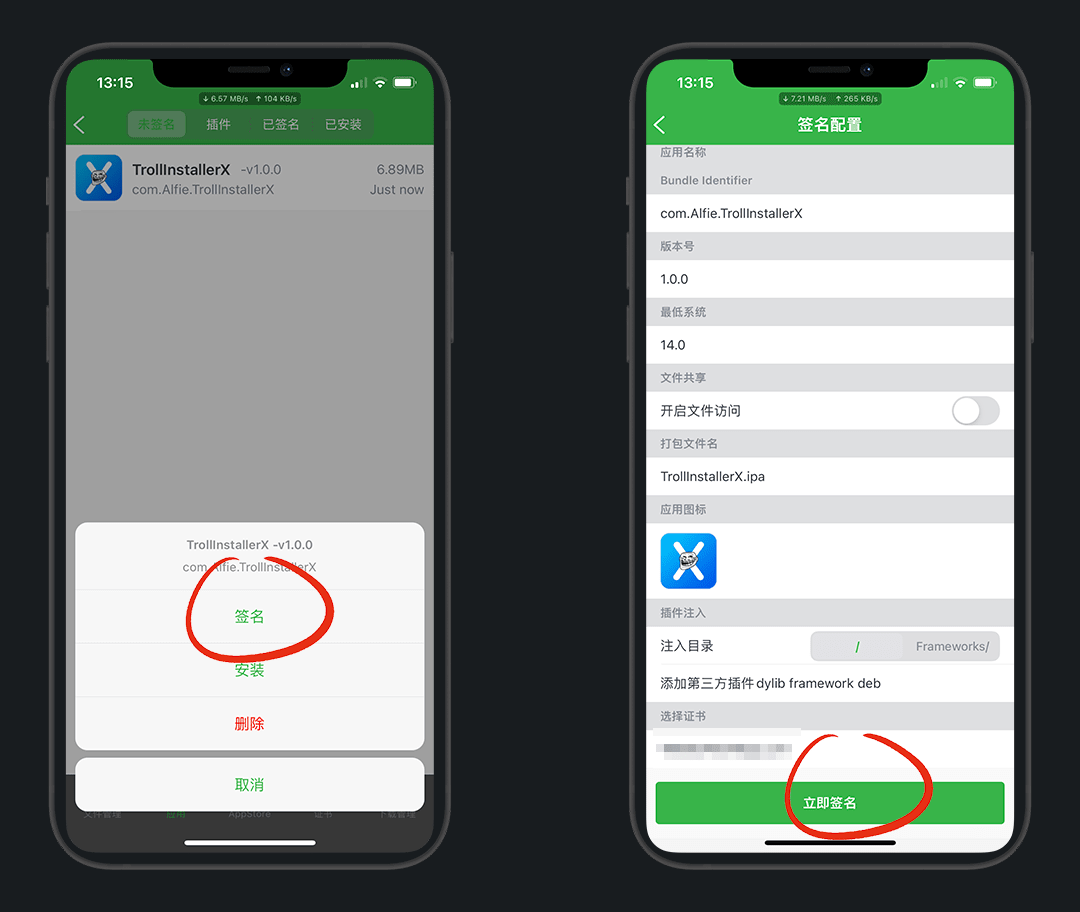 13:15
↓ 6.57 MB/s ↑ 104 KB/s
未签名 插件 已签名 已安装
TrollInstallerX -v1.0.0 6.89MB
com.Alfie.TrollInstallerX Just now
TrollInstallerX -v1.0.0
com.Alfie.TrollInstallerX
签名
安装
删除
取消
文件管理 应用 AppStore 证书 下载管理
13:15
↓ 7.21 MB/s ↑ 265 KB/s
签名配置
应用名称
Bundle Identifier
com.Alfie.TrollInstallerX
版本号
1.0.0
最低系统
14.0
文件共享
开启文件访问
打包文件名
TrollInstallerX.ipa
应用图标
插件注入
注入目录 / Frameworks/
添加第三方插件dylib framework deb
选择证书
立即签名